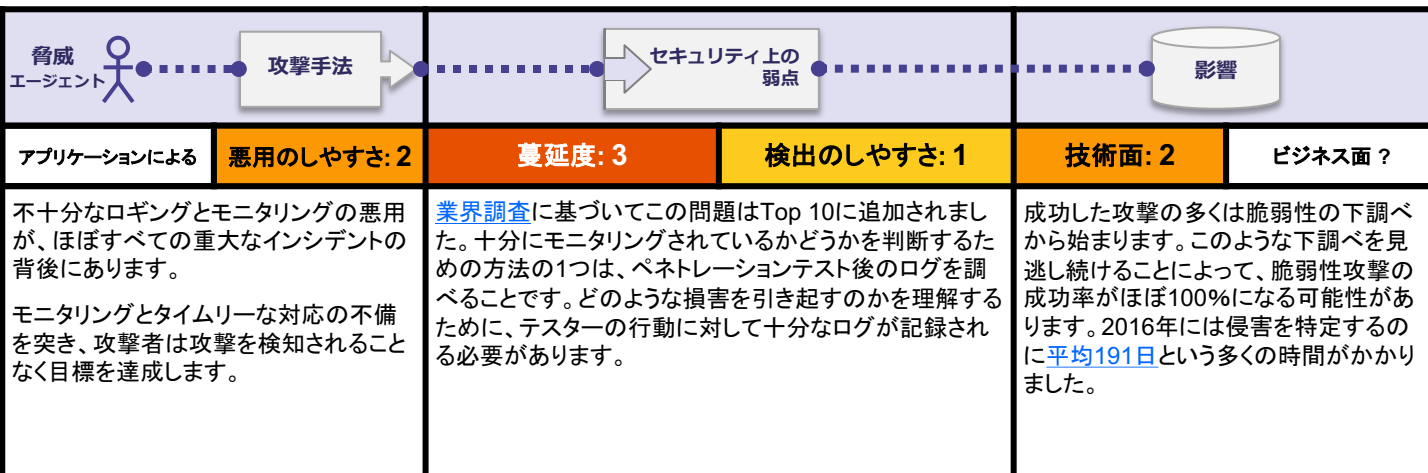 脅威
エージェント
攻撃手法
セキュリティ上の
弱点
影響
アプリケーションによる
悪用のしやすさ: 2
蔓延度: 3
検出のしやすさ: 1
技術面: 2
ビジネス面 ?
不十分なロギングとモニタリングの悪用
が、ほぼすべての重大なインシデントの
背後にあります。
モニタリングとタイムリーな対応の不備
を突き、攻撃者は攻撃を検知されること
なく目標を達成します。
業界調査に基づいてこの問題はTop 10に追加されまし
た。十分にモニタリングされているかどうかを判断するた
めの方法の1つは、ペネトレーションテスト後のログを調
べることです。どのような損害を引き起すのかを理解する
ために、テスターの行動に対して十分なログが記録され
る必要があります。
成功した攻撃の多くは脆弱性の下調べ
から始まります。このような下調べを見
逃し続けることによって、脆弱性攻撃の
成功率がほぼ100%になる可能性があ
ります。2016年には侵害を特定するの
に平均191日という多くの時間がかかり
ました。